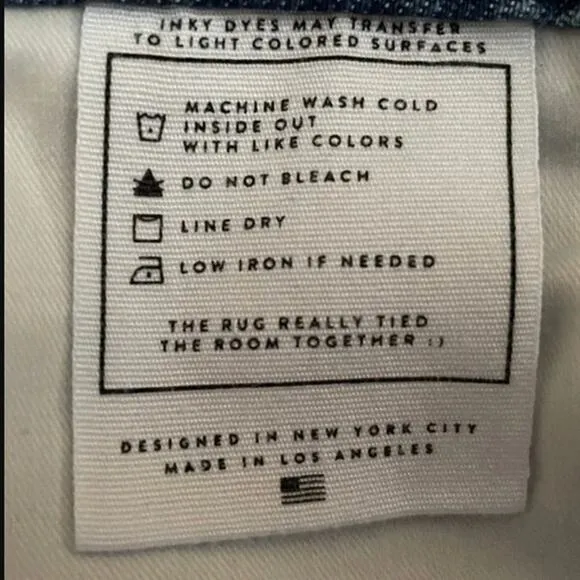 INKY DYES MAY TRANSFER
TO LIGHT COLORED SURFACES
MACHINE WASH COLD
INSIDE OUT
WITH LIKE COLORS
DO NOT BLEACH
LINE DRY
LOW IRON IF NEEDED
THE RUG REALLY TIED
THE ROOM TOGETHER :)
DESIGNED IN NEW YORK CITY
MADE IN LOS ANGELES